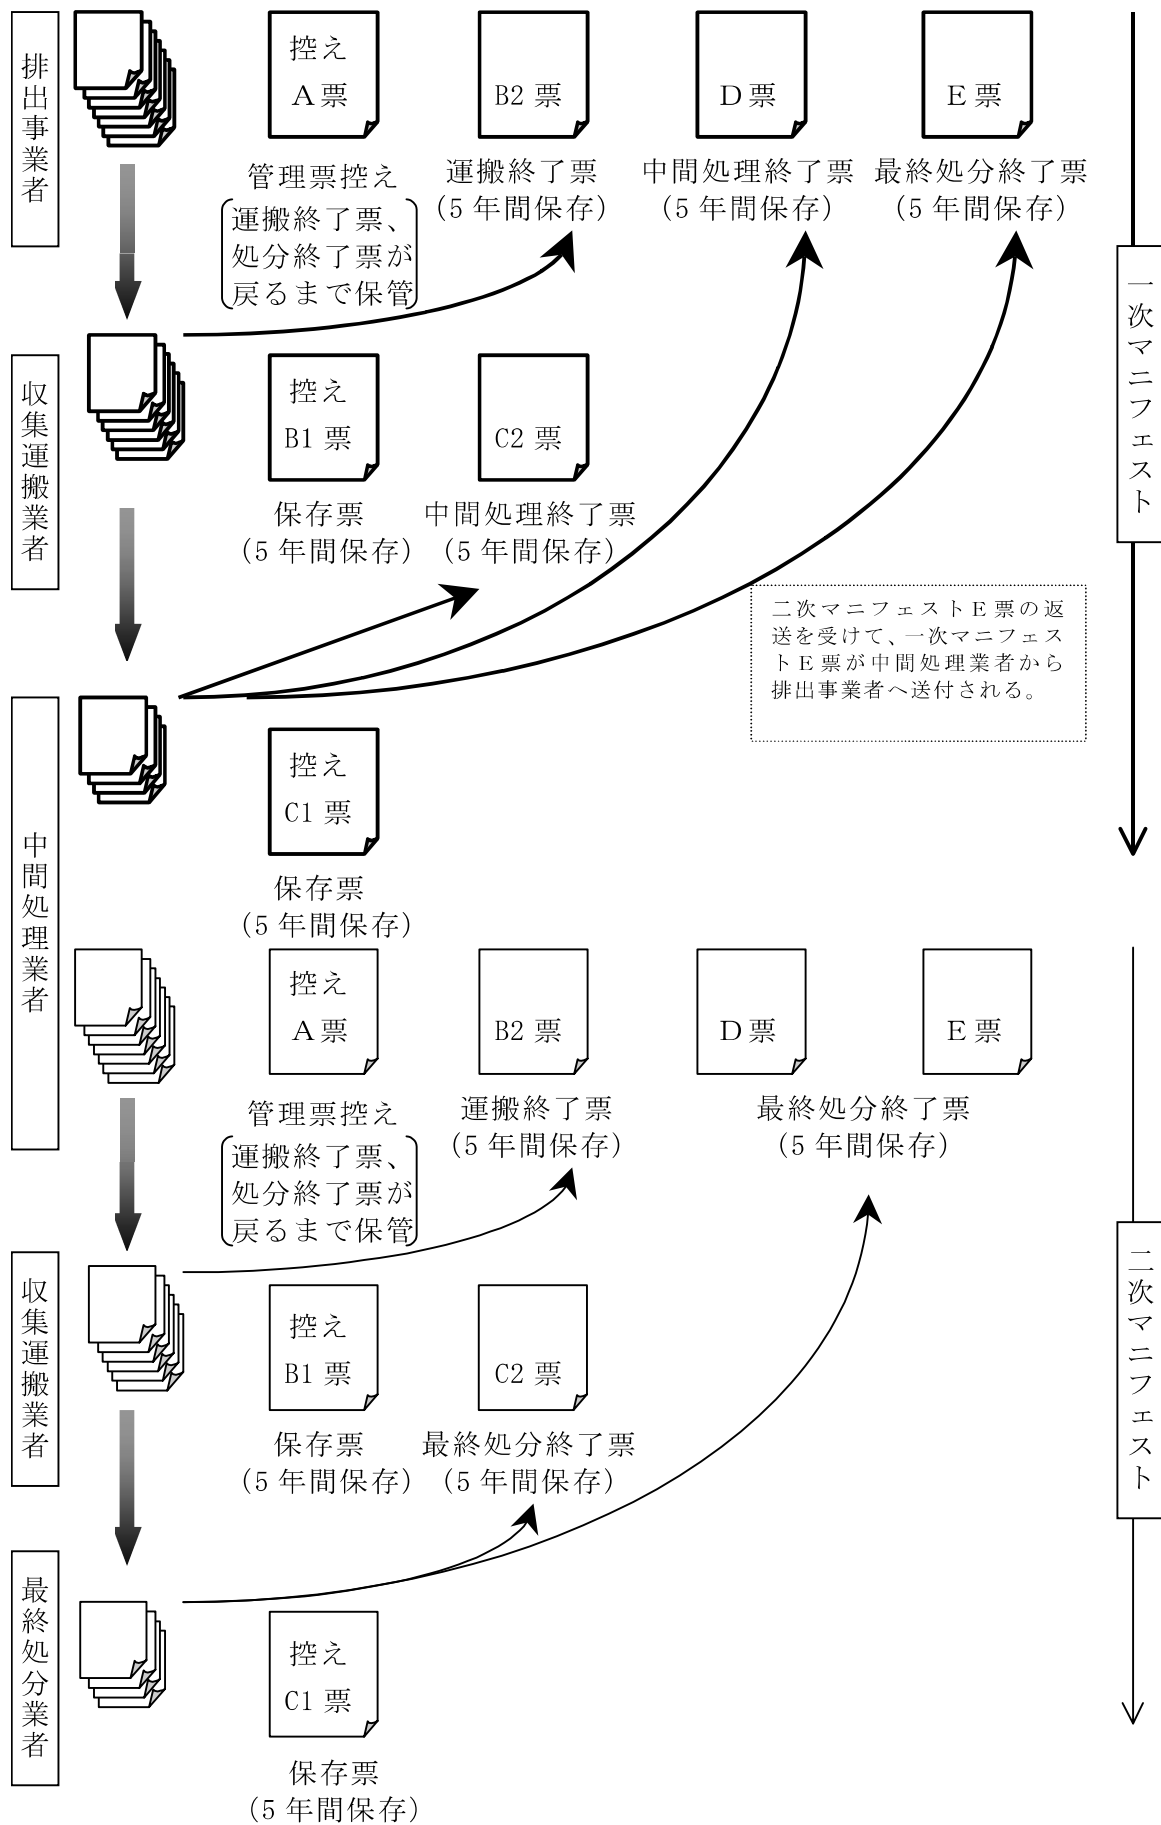 排出事業者
控え
A票
B2票
D票
E票
管理票控え
運搬終了票、
処分終了票が
戻るまで保管
運搬終了票
(5年間保存)
中間処理終了票
(5年間保存)
最終処分終了票
(5年間保存)
一次マニフェスト
収集運搬業者
控え
B1票
C2票
保存票
(5年間保存)
中間処理終了票
(5年間保存)
二次マニフェストE票の返
送を受けて、一次マニフェス
トE票が中間処理業者から
排出事業者へ送付される。
中間処理業者
控え
C1票
保存票
(5年間保存)
控え
A票
B2票
D票
E票
管理票控え
運搬終了票、
処分終了票が
戻るまで保管
運搬終了票
(5年間保存)
最終処分終了票
(5年間保存)
二次マニフェスト
収集運搬業者
控え
B1票
C2票
保存票
(5年間保存)
最終処分終了票
(5年間保存)
最終処分業者
控え
C1票
保存票
(5年間保存)